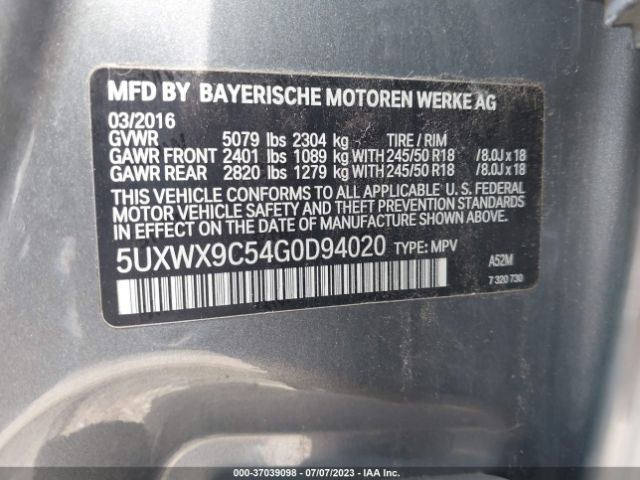 MFD BY BAYERISCHE MOTOREN WERKE AG
03/2016
GVWR 5079 lbs 2304 kg TIRE / RIM
GAWR FRONT 2401 lbs 1089 kg WITH 245/50 R18 / 8.0J x 18
GAWR REAR 2820 lbs 1279 kg WITH 245/50 R18 / 8.0J x 18
THIS VEHICLE CONFORMS TO ALL APPLICABLE U. S. FEDERAL
MOTOR VEHICLE SAFETY AND THEFT PREVENTION STANDARDS
IN EFFECT ON THE DATE OF MANUFACTURE SHOWN ABOVE.
5UXWX9C54G0D94020 TYPE: MPV
A52M
7 320 730
000-37039098 - 07/07/2023 - IAA Inc.